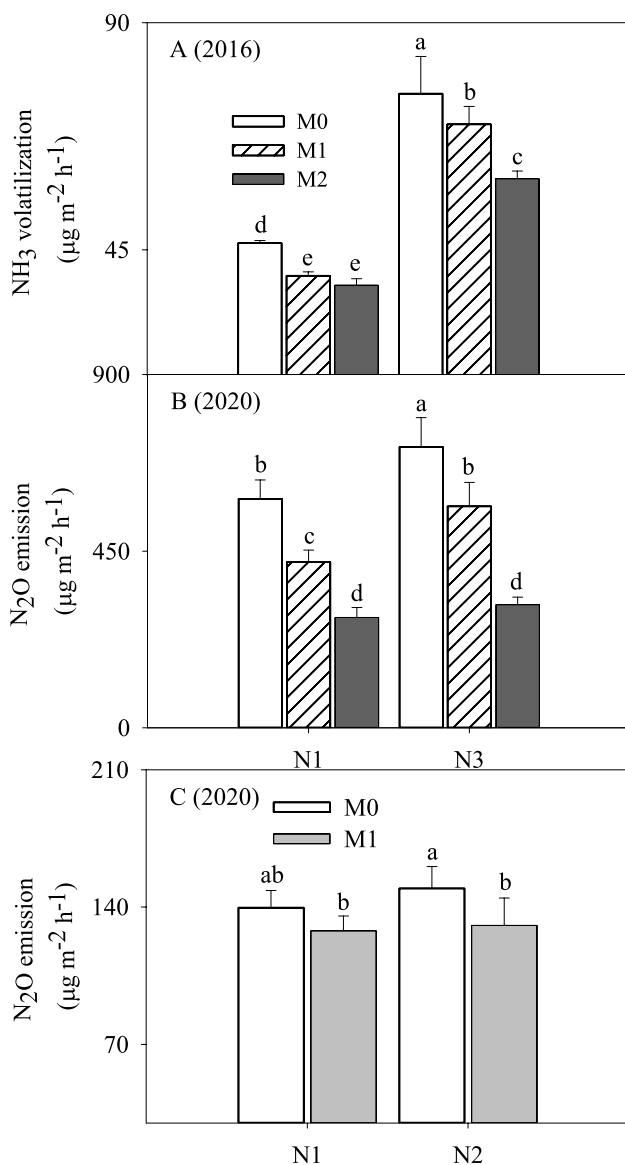 90
A (2016)
a
M0
b
M1
c
M2
NH3 volatilization
(µg m-2 h-1)
d
45
e e
900
B (2020)
a
b
b
N2O emission
(µg m-2 h-1)
450
c
d
d
0
N1 N3
210
C (2020)
M0
M1
a
ab
b
b
N2O emission
(µg m-2 h-1)
140
70
N1 N2